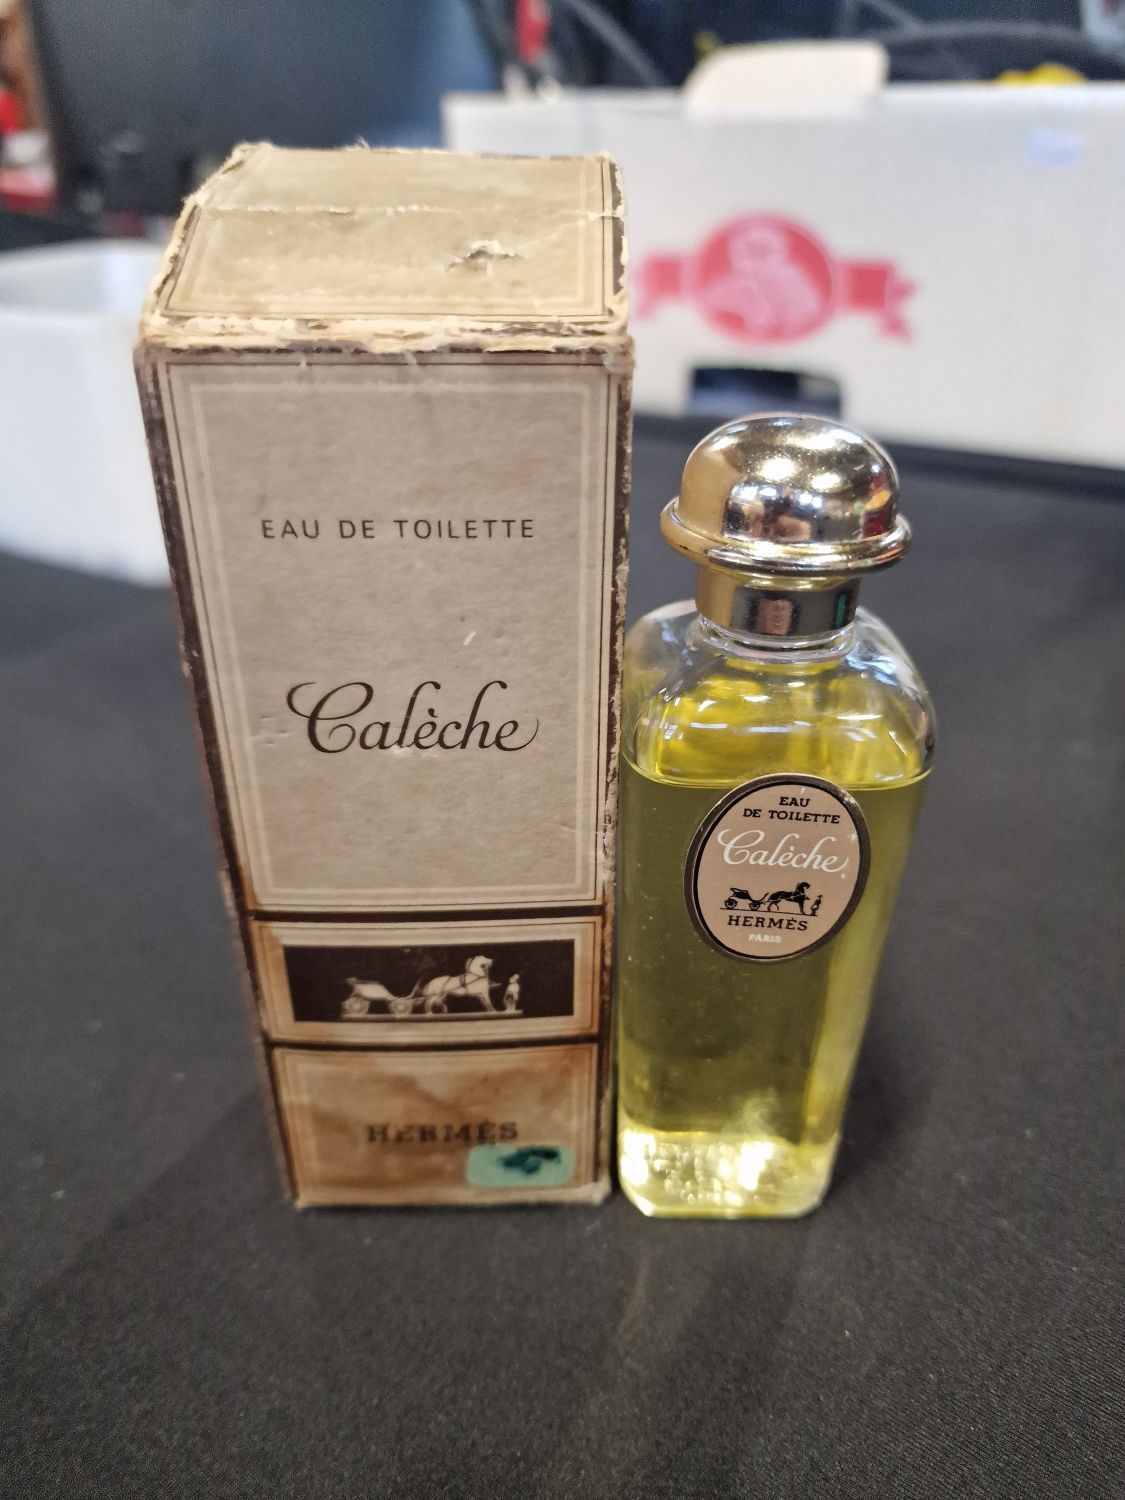 EAU DE TOILETTE
Calèche
HERMÈS
EAU
DE TOILETTE
Calèche
HERMÈS
PARIS